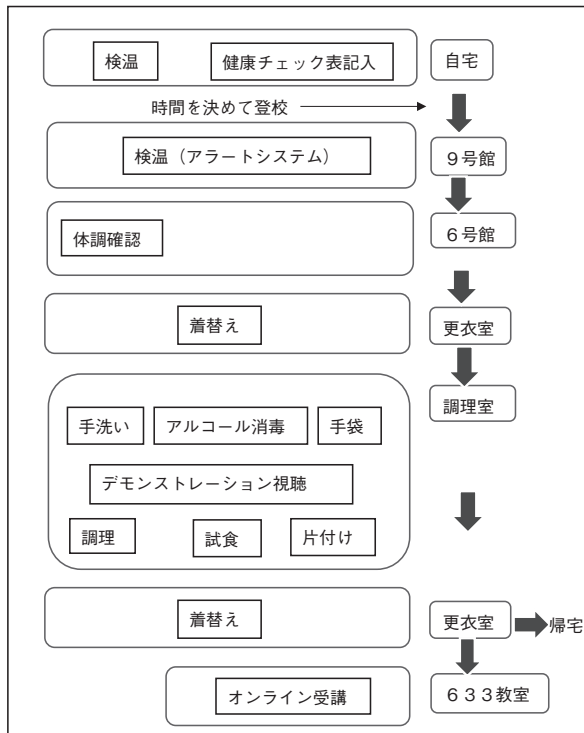 検温 健康チェック表記入 自宅
時間を決めて登校
検温（アラートシステム） ９号館
体調確認 ６号館
着替え 更衣室
調理室
手洗い アルコール消毒 手袋
デモンストレーション視聴
調理 試食 片付け
着替え 更衣室 帰宅
オンライン受講 ６３３教室